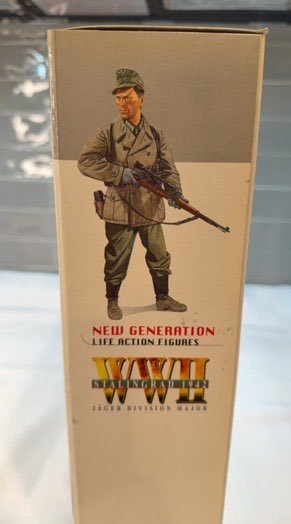 NEW GENERATION
LIFE ACTION FIGURES
WWII
STALINGRAD 1942
JÄGER DIVISION MAJOR